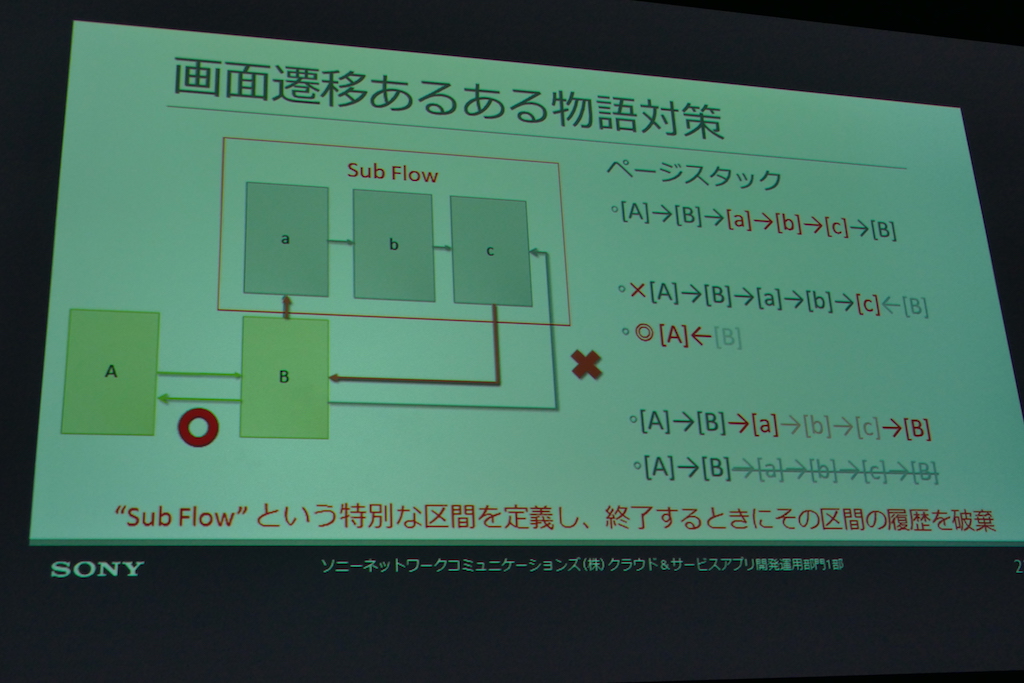 画面遷移あるある物語対策
Sub Flow
a
b
c
A
B
ページスタック
◦[A]→[B]→[a]→[b]→[c]→[B]
◦×[A]→[B]→[a]→[b]→[c]←[B]
◦◎[A]←[B]
◦[A]→[B]→[a]→[b]→[c]→[B]
◦[A]→[B]→[a]→[b]→[c]→[B]
“Sub Flow” という特別な区間を定義し、終了するときにその区間の履歴を破棄
SONY
ソニーネットワークコミュニケーションズ(株) クラウド&サービスアプリ開発運用部門1部